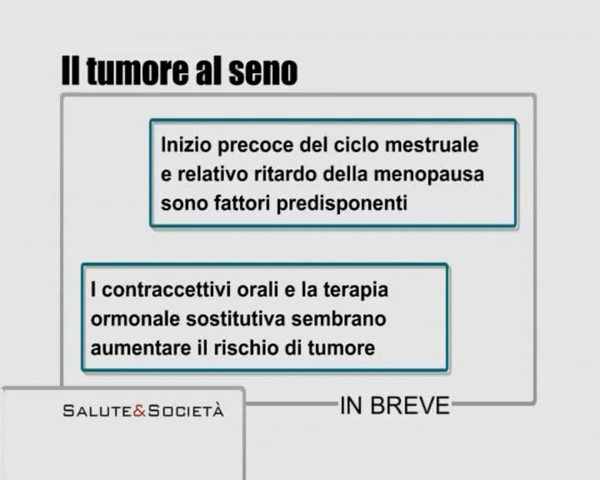 Il tumore al seno
Inizio precoce del ciclo mestruale
e relativo ritardo della menopausa
sono fattori predisponenti
I contraccettivi orali e la terapia
ormonale sostitutiva sembrano
aumentare il rischio di tumore
SALUTE&SOCIETÀ
IN BREVE